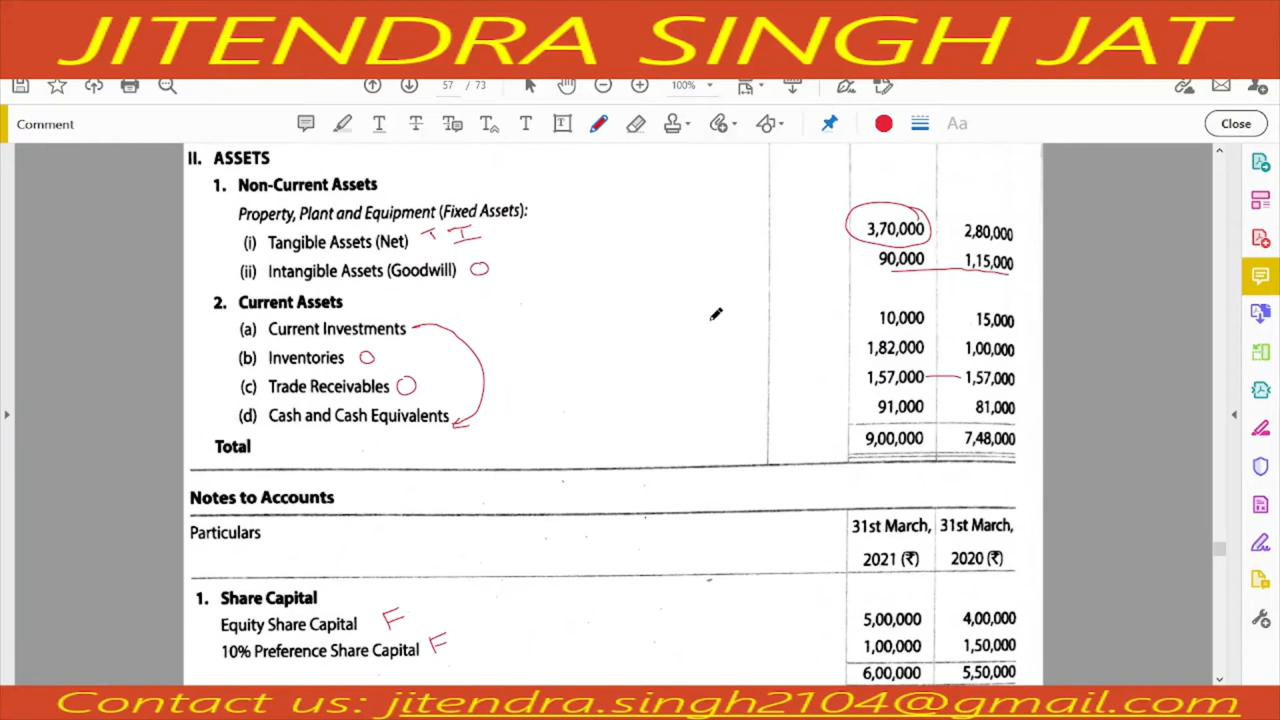 JITENDRA SINGH JAT
57 / 73 100%
Comment Aa Close
II. ASSETS
1. Non-Current Assets
Property, Plant and Equipment (Fixed Assets):
(i) Tangible Assets (Net) I 3,70,000 2,80,000
(ii) Intangible Assets (Goodwill) O 90,000 1,15,000
2. Current Assets
(a) Current Investments 10,000 15,000
(b) Inventories O 1,82,000 1,00,000
(c) Trade Receivables O 1,57,000 1,57,000
(d) Cash and Cash Equivalents 91,000 81,000
Total 9,00,000 7,48,000
Notes to Accounts
Particulars 31st March, 31st March,
2021 (₹) 2020 (₹)
1. Share Capital
Equity Share Capital F 5,00,000 4,00,000
10% Preference Share Capital F 1,00,000 1,50,000
6,00,000 5,50,000
Contact us: jitendra.singh2104@gmail.com